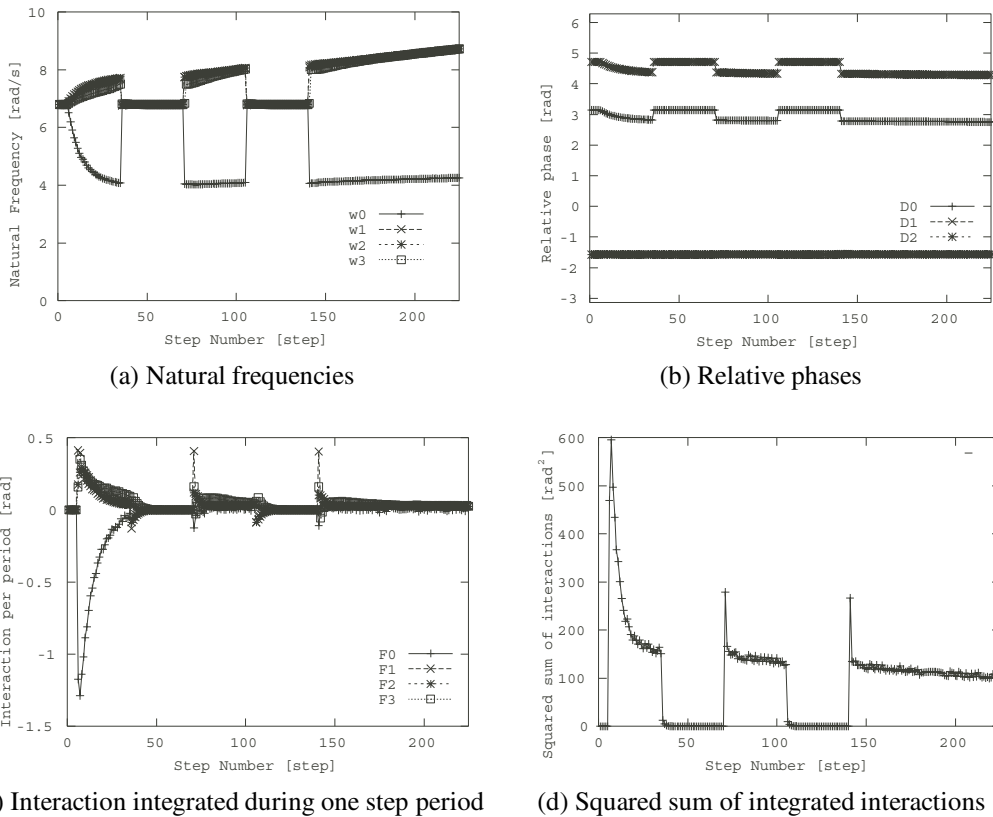 10
8
6
4
2
0
Natural Frequency [rad/s]
w0
w1
w2
w3
0 50 100 150 200
Step Number [step]
(a) Natural frequencies
6
5
4
3
2
1
0
-1
-2
-3
Relative phase [rad]
D0
D1
D2
0 50 100 150 200
Step Number [step]
(b) Relative phases
0.5
0
-0.5
-1
-1.5
Interaction per period [rad]
F0
F1
F2
F3
0 50 100 150 200
Step Number [step]
) Interaction integrated during one step period
600
500
400
300
200
100
0
Squared sum of interactions [rad²]
0 50 100 150 200
Step Number [step]
(d) Squared sum of integrated interactions